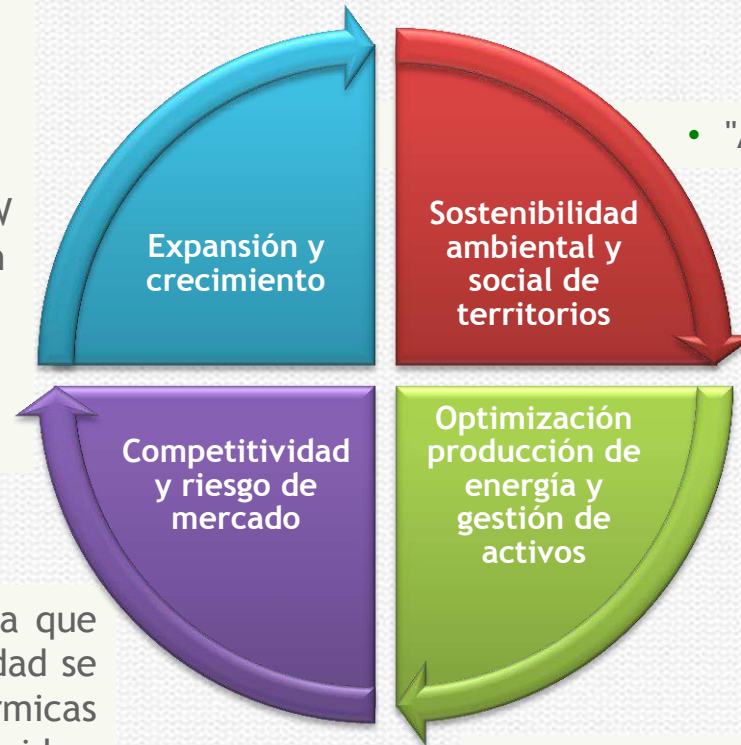 Expansión y
crecimiento
Sostenibilidad
ambiental y
social de
territorios
Competitividad
y riesgo de
mercado
Optimización
producción de
energía y
gestión de
activos
a que
dad se
rmicas